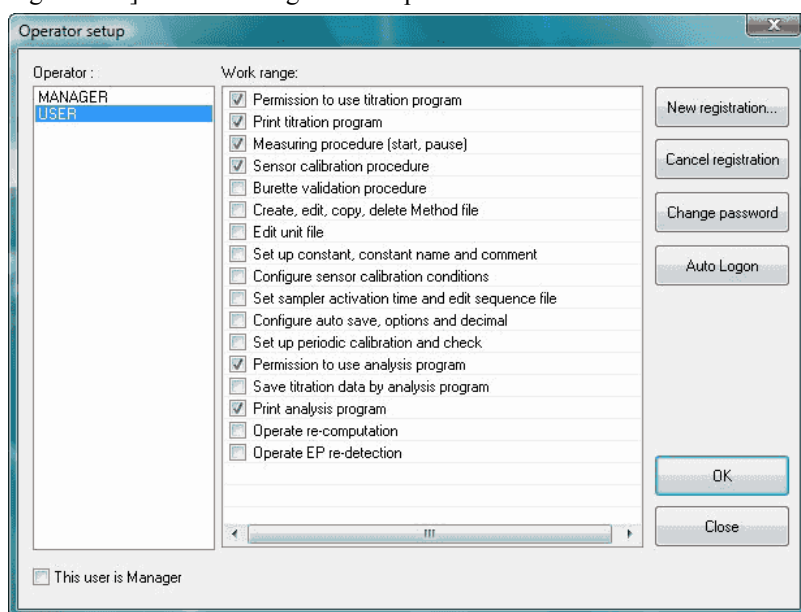 Operator setup
Operator :
MANAGER
USER
Work range:
Permission to use titration program
Print titration program
Measuring procedure (start, pause)
Sensor calibration procedure
Burette validation procedure
Create, edit, copy, delete Method file
Edit unit file
Set up constant, constant name and comment
Configure sensor calibration conditions
Set sampler activation time and edit sequence file
Configure auto save, options and decimal
Set up periodic calibration and check
Permission to use analysis program
Save titration data by analysis program
Print analysis program
Operate re-computation
Operate EP re-detection
New registration...
Cancel registration
Change password
Auto Logon
OK
Close
This user is Manager